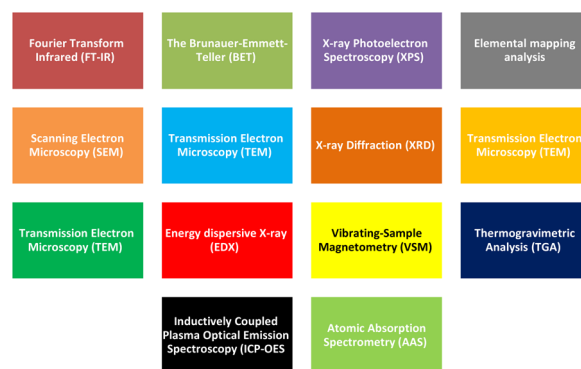 Fourier Transform
Infrared (FT-IR)
The Brunauer-Emmett-
Teller (BET)
X-ray Photoelectron
Spectroscopy (XPS)
Elemental mapping
analysis
Scanning Electron
Microscopy (SEM)
Transmission Electron
Microscopy (TEM)
X-ray Diffraction (XRD)
Transmission Electron
Microscopy (TEM)
Transmission Electron
Microscopy (TEM)
Energy dispersive X-ray
(EDX)
Vibrating-Sample
Magnetometry (VSM)
Thermogravimetric
Analysis (TGA)
Inductively Coupled
Plasma Optical Emission
Spectroscopy (ICP-OES
Atomic Absorption
Spectrometry (AAS)